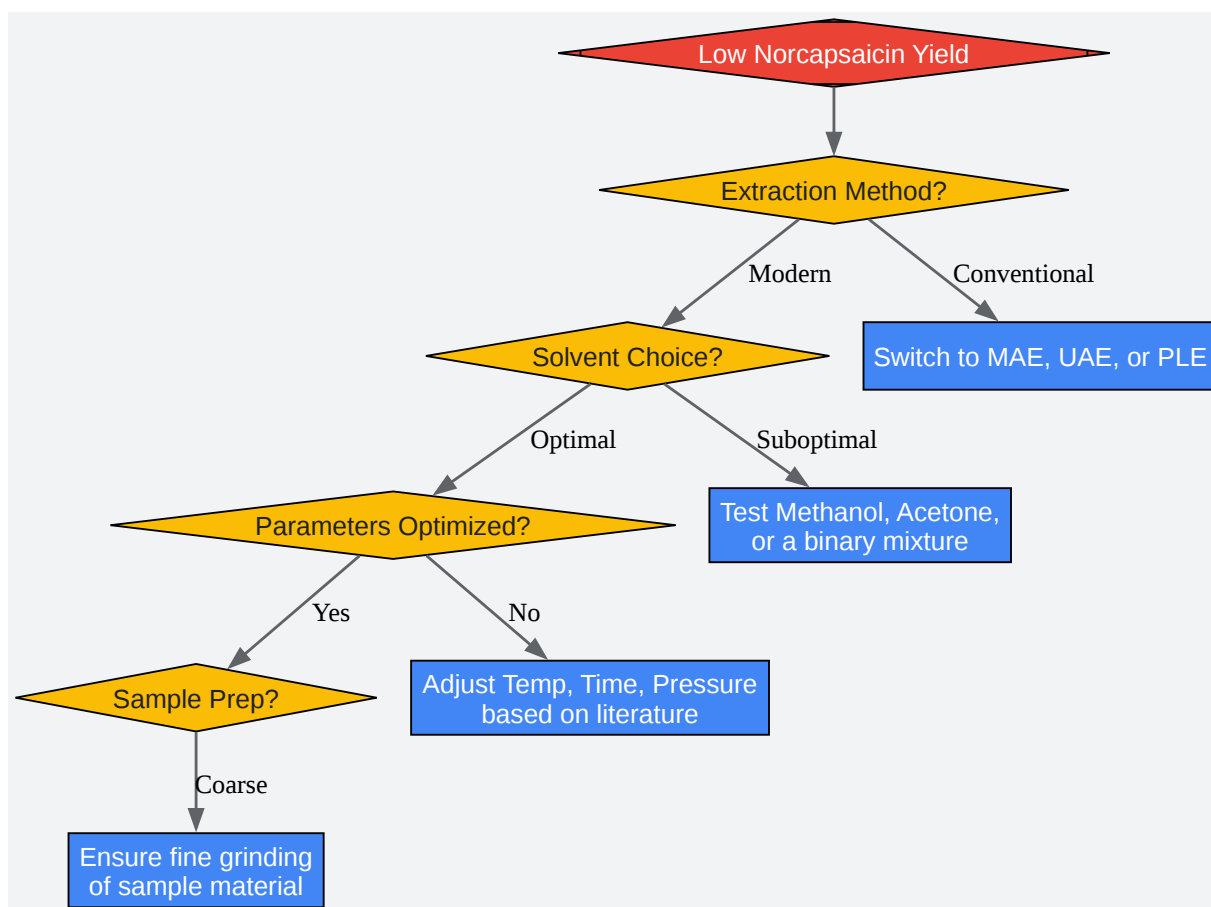 Low Norcapsaicin Yield
Extraction Method?
Modern
Conventional
Solvent Choice?
Switch to MAE, UAE, or PLE
Optimal
Suboptimal
Parameters Optimized?
Test Methanol, Acetone,
or a binary mixture
Yes
No
Sample Prep?
Adjust Temp, Time, Pressure
based on literature
Coarse
Ensure fine grinding
of sample material